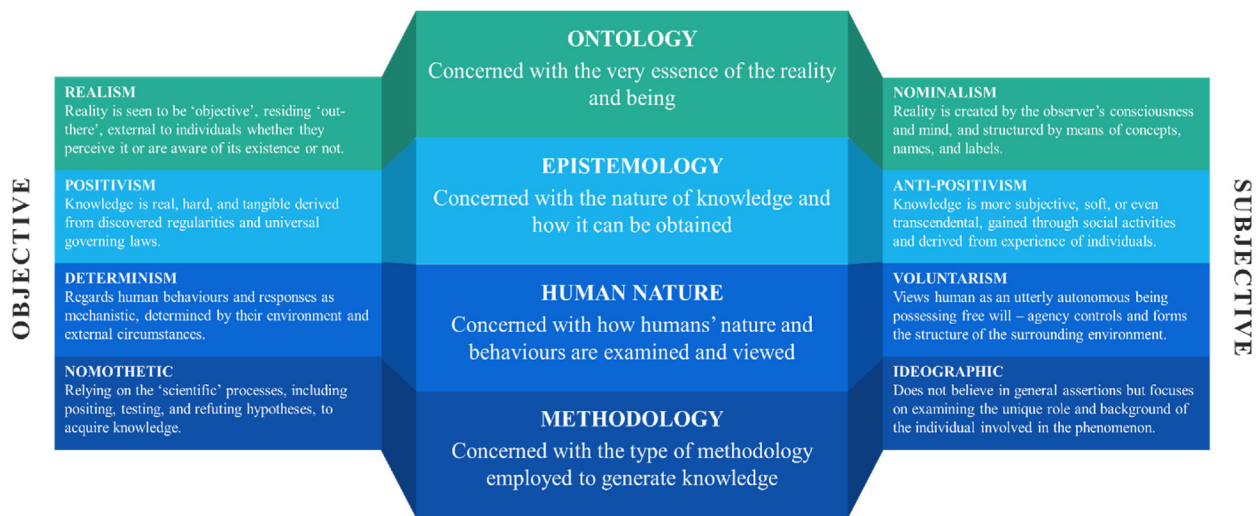 OBJECTIVE
REALISM
Reality is seen to be ‘objective’, residing ‘out-
there’, external to individuals whether they
perceive it or are aware of its existence or not.
POSITIVISM
Knowledge is real, hard, and tangible derived
from discovered regularities and universal
governing laws.
DETERMINISM
Regards human behaviours and responses as
mechanistic, determined by their environment and
external circumstances.
NOMOTHETIC
Relying on the ‘scientific’ processes, including
positing, testing, and refuting hypotheses, to
acquire knowledge.
ONTOLOGY
Concerned with the very essence of the reality
and being
EPISTEMOLOGY
Concerned with the nature of knowledge and
how it can be obtained
HUMAN NATURE
Concerned with how humans’ nature and
behaviours are examined and viewed
METHODOLOGY
Concerned with the type of methodology
employed to generate knowledge
NOMINALISM
Reality is created by the observer’s consciousness
and mind, and structured by means of concepts,
names, and labels.
ANTI-POSITIVISM
Knowledge is more subjective, soft, or even
transcendental, gained through social activities
and derived from experience of individuals.
VOLUNTARISM
Views human as an utterly autonomous being
possessing free will – agency controls and forms
the structure of the surrounding environment.
IDEOGRAPHIC
Does not believe in general assertions but focuses
on examining the unique role and background of
the individual involved in the phenomenon.
SUBJECTIVE